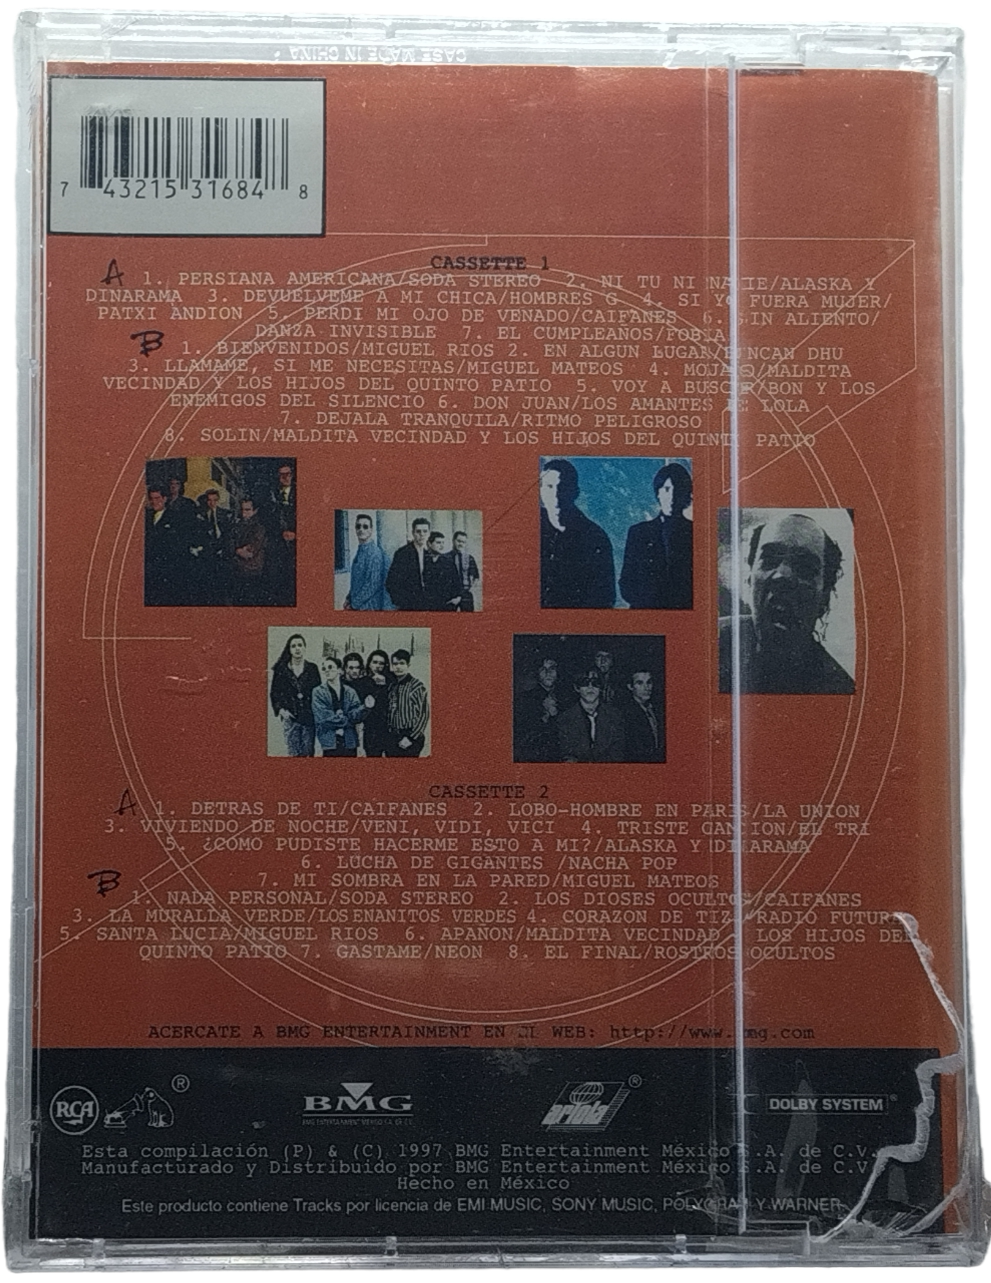 CASE MADE IN CHINA
7 43215 31684 8
CASSETTE 1
A 1. PERSIANA AMERICANA/SODA STEREO 2. NI TU NI NADIE/ALASKA Y
DINARAMA 3. DEVUELVEME A MI CHICA/HOMBRES G 4. SI YO FUERA MUJER/
PATXI ANDION 5. PERDI MI OJO DE VENADO/CAIFANES 6. SIN ALIENTO/
DANZA INVISIBLE 7. EL CUMPLEAÑOS/FOBIA
B 1. BIENVENIDOS/MIGUEL RIOS 2. EN ALGUN LUGAR/DUNCAN DHU
3. LLAMAME, SI ME NECESITAS/MIGUEL MATEOS 4. MOJADO/MALDITA
VECINDAD Y LOS HIJOS DEL QUINTO PATIO 5. VOY A BUSCAR/BON Y LOS
ENEMIGOS DEL SILENCIO 6. DON JUAN/LOS AMANTES DE LOLA
7. DEJALA TRANQUILA/RITMO PELIGROSO
8. SOLIN/MALDITA VECINDAD Y LOS HIJOS DEL QUINTO PATIO
CASSETTE 2
A 1. DETRAS DE TI/CAIFANES 2. LOBO-HOMBRE EN PARIS/LA UNION
3. VIVIENDO DE NOCHE/VENI, VIDI, VICI 4. TRISTE CANCION/EL TRI
5. ¿COMO PUDISTE HACERME ESTO A MI?/ALASKA Y DINARAMA
6. LUCHA DE GIGANTES /NACHA POP
7. MI SOMBRA EN LA PARED/MIGUEL MATEOS
B 1. NADA PERSONAL/SODA STEREO 2. LOS DIOSES OCULTOS/CAIFANES
3. LA MURALLA VERDE/LOS ENANITOS VERDES 4. CORAZON DE TIZA/RADIO FUTURA
5. SANTA LUCIA/MIGUEL RIOS 6. APAÑON/MALDITA VECINDAD Y LOS HIJOS DEL
QUINTO PATIO 7. GASTAME/NEON 8. EL FINAL/ROSTROS OCULTOS
ACERCATE A BMG ENTERTAINMENT EN EL WEB: http://www.bmg.com
RCA ® BMG ariola ® DOLBY SYSTEM ®
BMG ENTERTAINMENT MEXICO S.A. DE C.V.
Esta compilación (P) & (C) 1997 BMG Entertainment México S.A. de C.V.
Manufacturado y Distribuido por BMG Entertainment México S.A. de C.V.
Hecho en México
Este producto contiene Tracks por licencia de EMI MUSIC, SONY MUSIC, POLYGRAM Y WARNER